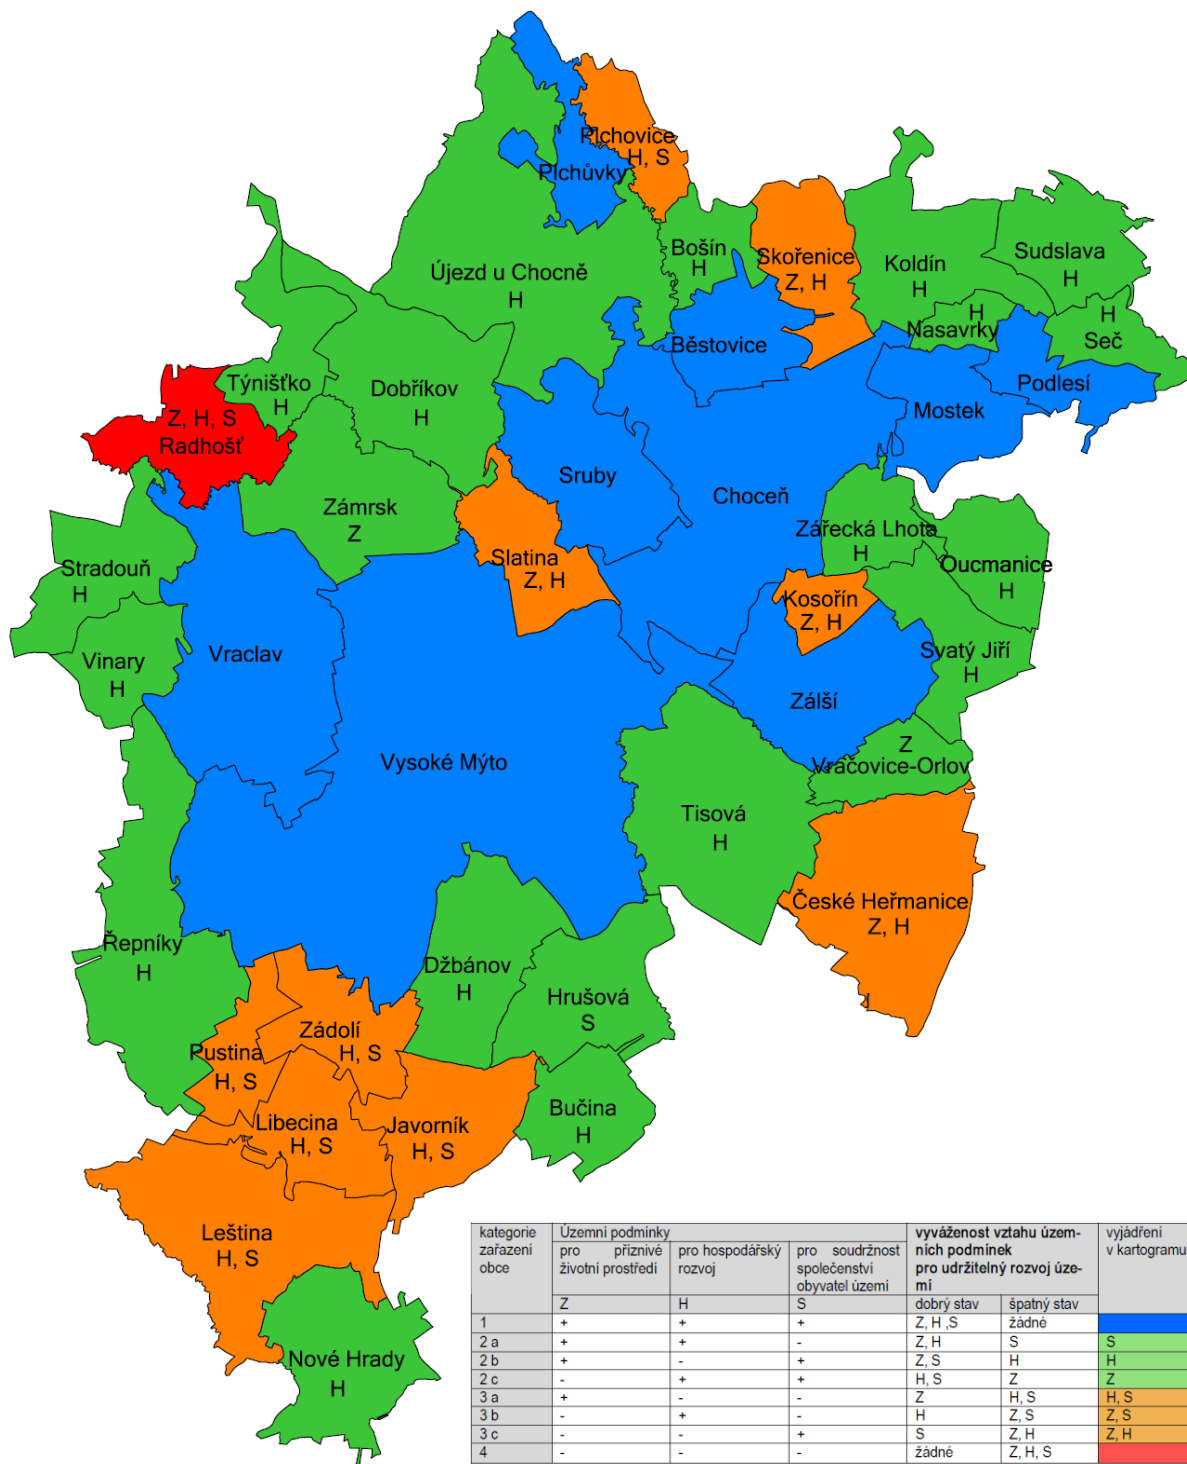 Plchovice
H, S
Plchůvky
Bošín
H
Skořenice
Z, H
Koldín
H
Sudslava
H
Újezd u Chocně
H
Nasavrky
H
H
Seč
Běstovice
Podlesí
Mostek
Týnišťko
H
Dobříkov
H
Z, H, S
Radhošť
Sruby
Choceň
Zámrsk
Z
Zářecká Lhota
H
Slatina
Z, H
Oucmanice
H
Stradouň
H
Kosořín
Z, H
Vinary
H
Vraclav
Svatý Jiří
H
Zálší
Vysoké Mýto
Z
Vračovice-Orlov
Tisová
H
České Heřmanice
Z, H
Řepníky
H
Džbánov
H
Hrušová
S
Zádolí
H, S
Pustina
H, S
Bučina
H
Libecina
H, S
Javorník
H, S
Leština
H, S
Nové Hrady
H
kategorie
zařazení
obce
Územní podmínky
pro příznivé
životní prostředí
pro hospodářský
rozvoj
pro soudržnost
společenství
obyvatel území
vyváženost vztahu územ-
ních podmínek
pro udržitelný rozvoj úze-
mí
vyjádření
v kartogramu
Z H S dobrý stav špatný stav
1 + + + Z, H ,S žádné
2 a + + - Z, H S S
2 b + - + Z, S H H
2 c - + + H, S Z Z
3 a + - - Z H, S H, S
3 b - + - H Z, S Z, S
3 c - - + S Z, H Z, H
4 - - - žádné Z, H, S